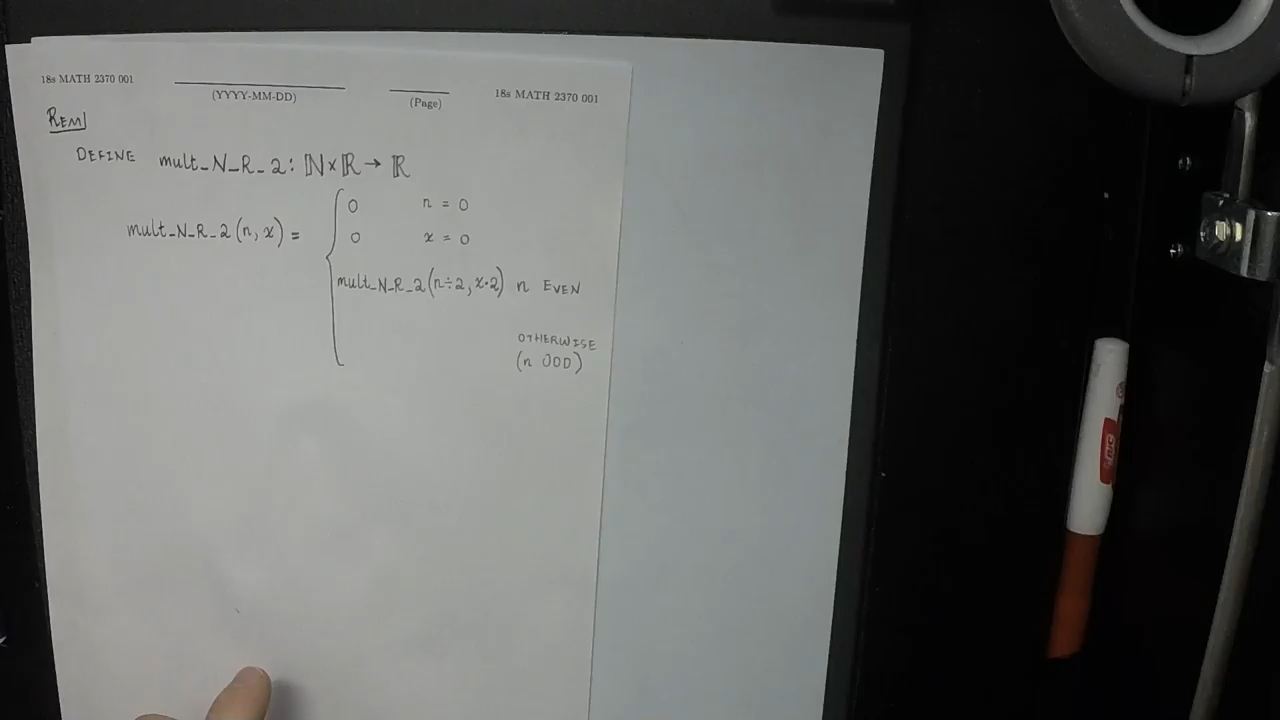 18s MATH 2370 001 (YYYY-MM-DD) (Page) 18s MATH 2370 001
REM
DEFINE mult_N_R_2: ℕ×ℝ → ℝ
0 n = 0
mult_N_R_2(n, x) =
0 x = 0
mult_N_R_2(n÷2, x·2) n EVEN
OTHERWISE
(n ODD)
BIC